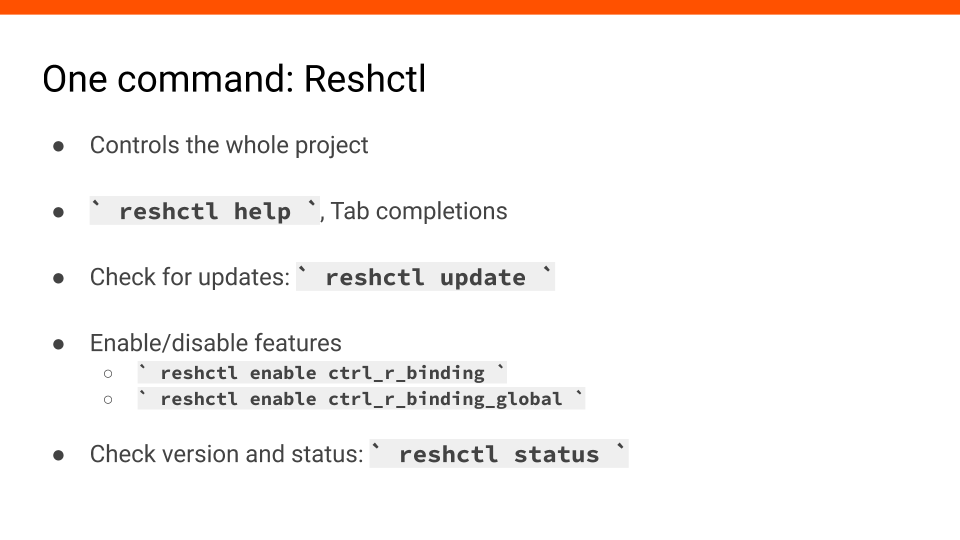 One command: Reshctl
● Controls the whole project
● ` reshctl help `, Tab completions
● Check for updates: ` reshctl update `
● Enable/disable features
○ ` reshctl enable ctrl_r_binding `
○ ` reshctl enable ctrl_r_binding_global `
● Check version and status: ` reshctl status `